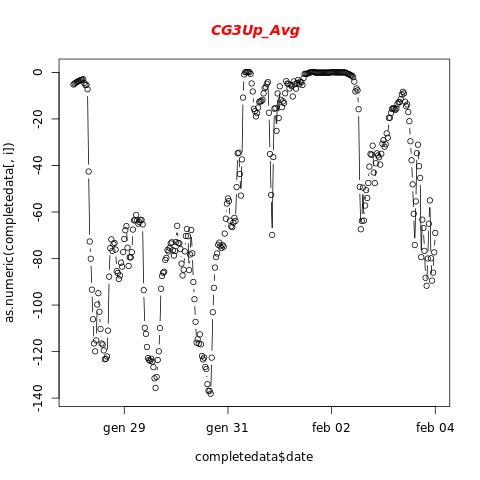 CG3Up_Avg
as.numeric(completedata[, i])
0
-20
-40
-60
-80
-100
-120
-140
gen 29
gen 31
feb 02
feb 04
completedata$date